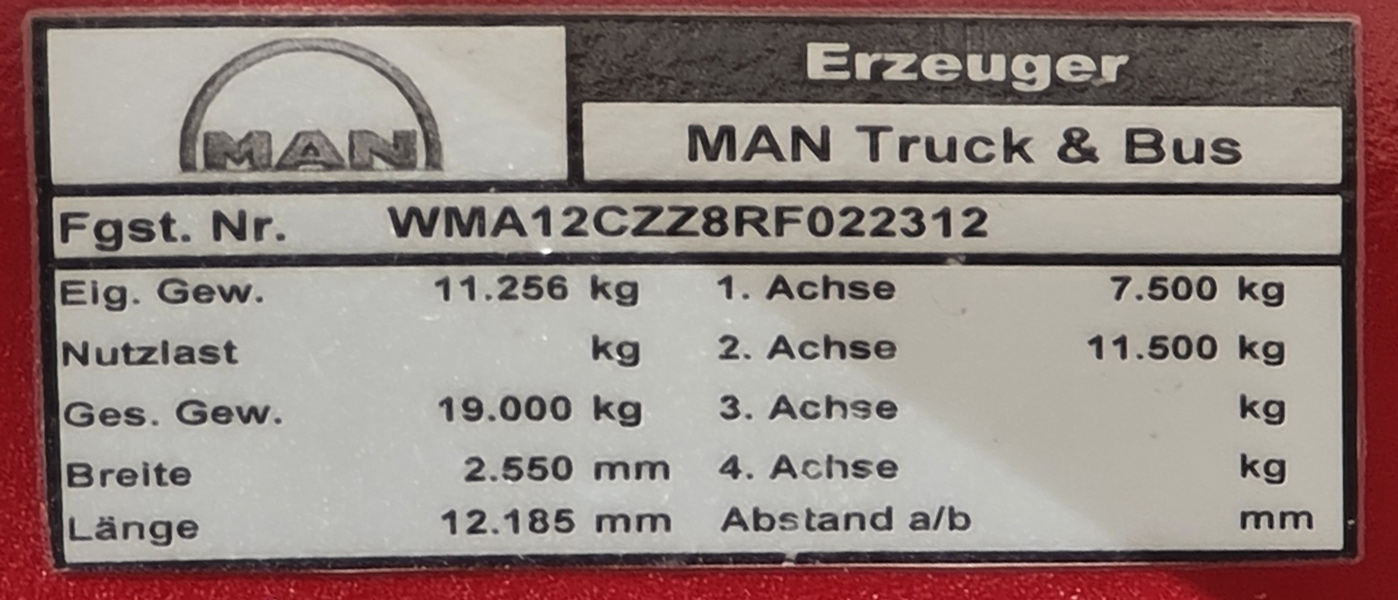 MAN
Erzeuger
MAN Truck & Bus
Fgst. Nr. WMA12CZZ8RF022312
Eig. Gew. 11.256 kg 1. Achse 7.500 kg
Nutzlast kg 2. Achse 11.500 kg
Ges. Gew. 19.000 kg 3. Achse kg
Breite 2.550 mm 4. Achse kg
Länge 12.185 mm Abstand a/b mm